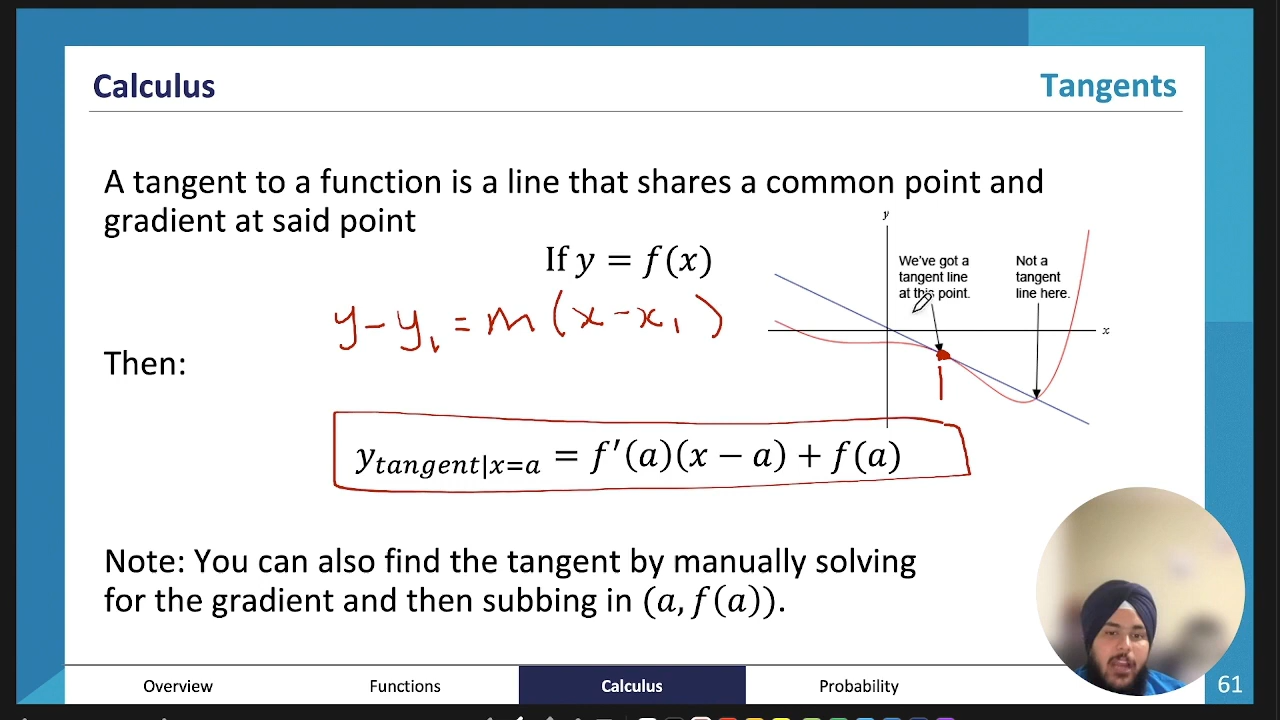 Calculus
Tangents
A tangent to a function is a line that shares a common point and
gradient at said point
If y = f(x)
y - y₁ = m(x - x₁)
Then:
y
We've got a
tangent line
at this point.
Not a
tangent
line here.
x
1
y_{tangent|x=a} = f′(a)(x − a) + f(a)
Note: You can also find the tangent by manually solving
for the gradient and then subbing in (a, f(a)).
Overview
Functions
Calculus
Probability
61